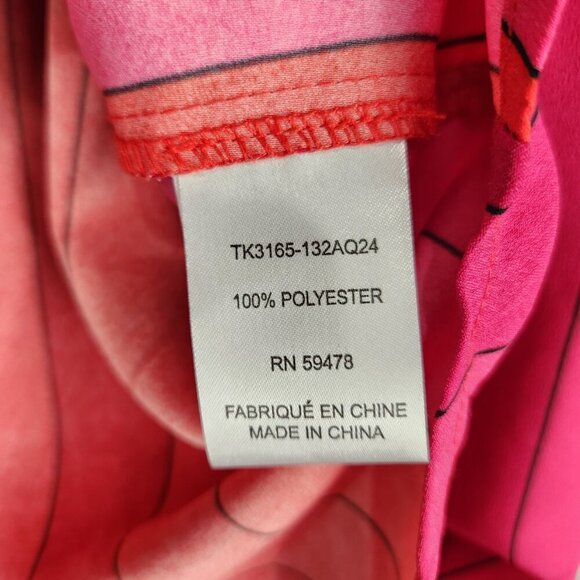 TK3165-132AQ24
100% POLYESTER
RN 59478
FABRIQUÉ EN CHINE
MADE IN CHINA